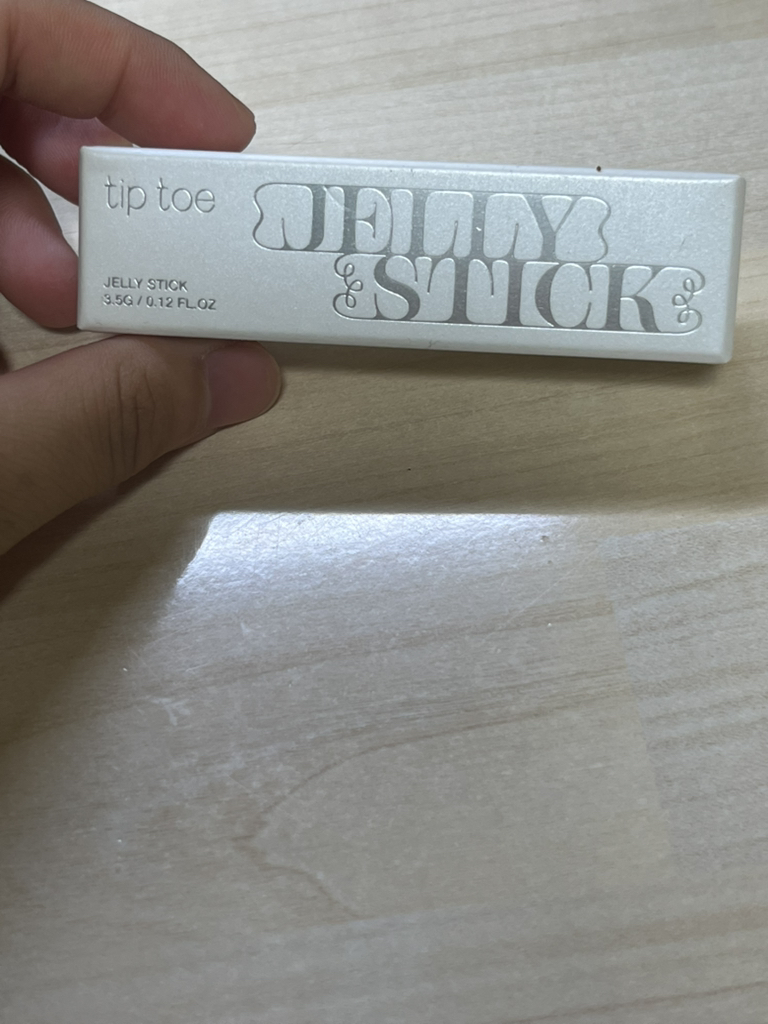 tip toe
JELLY
STICK
JELLY STICK
3.5G / 0.12 FL.OZ